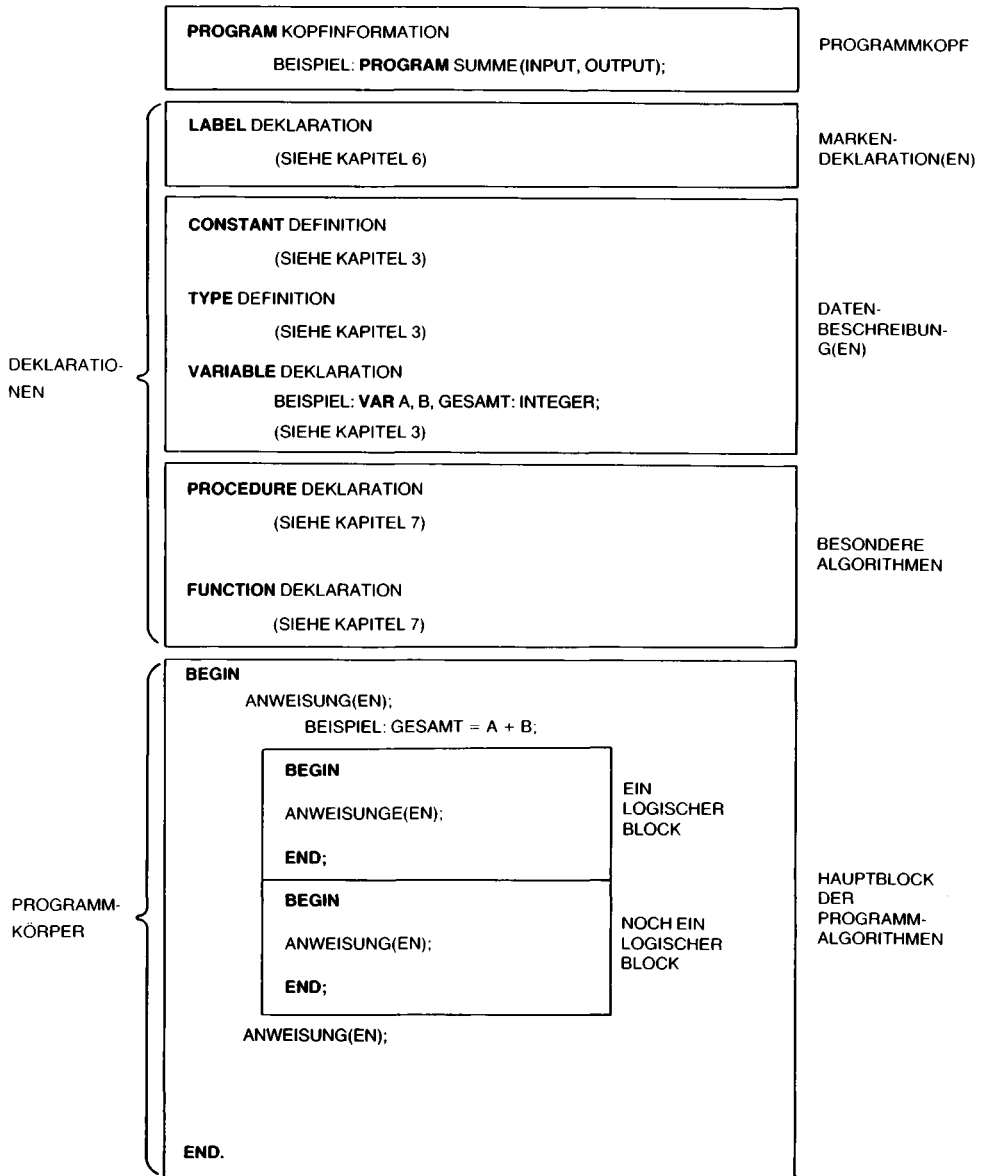 PROGRAM KOPFINFORMATION
BEISPIEL: PROGRAM SUMME(INPUT, OUTPUT);
PROGRAMMKOPF
LABEL DEKLARATION
(SIEHE KAPITEL 6)
MARKEN-
DEKLARATION(EN)
CONSTANT DEFINITION
(SIEHE KAPITEL 3)
TYPE DEFINITION
(SIEHE KAPITEL 3)
VARIABLE DEKLARATION
BEISPIEL: VAR A, B, GESAMT: INTEGER;
(SIEHE KAPITEL 3)
DATEN-
BESCHREIBUN-
G(EN)
DEKLARATIO-
NEN
PROCEDURE DEKLARATION
(SIEHE KAPITEL 7)
FUNCTION DEKLARATION
(SIEHE KAPITEL 7)
BESONDERE
ALGORITHMEN
BEGIN
ANWEISUNG(EN);
BEISPIEL: GESAMT = A + B;
BEGIN
ANWEISUNGE(EN);
END;
EIN
LOGISCHER
BLOCK
BEGIN
ANWEISUNG(EN);
END;
NOCH EIN
LOGISCHER
BLOCK
ANWEISUNG(EN);
END.
PROGRAMM-
KÖRPER
HAUPTBLOCK
DER
PROGRAMM-
ALGORITHMEN